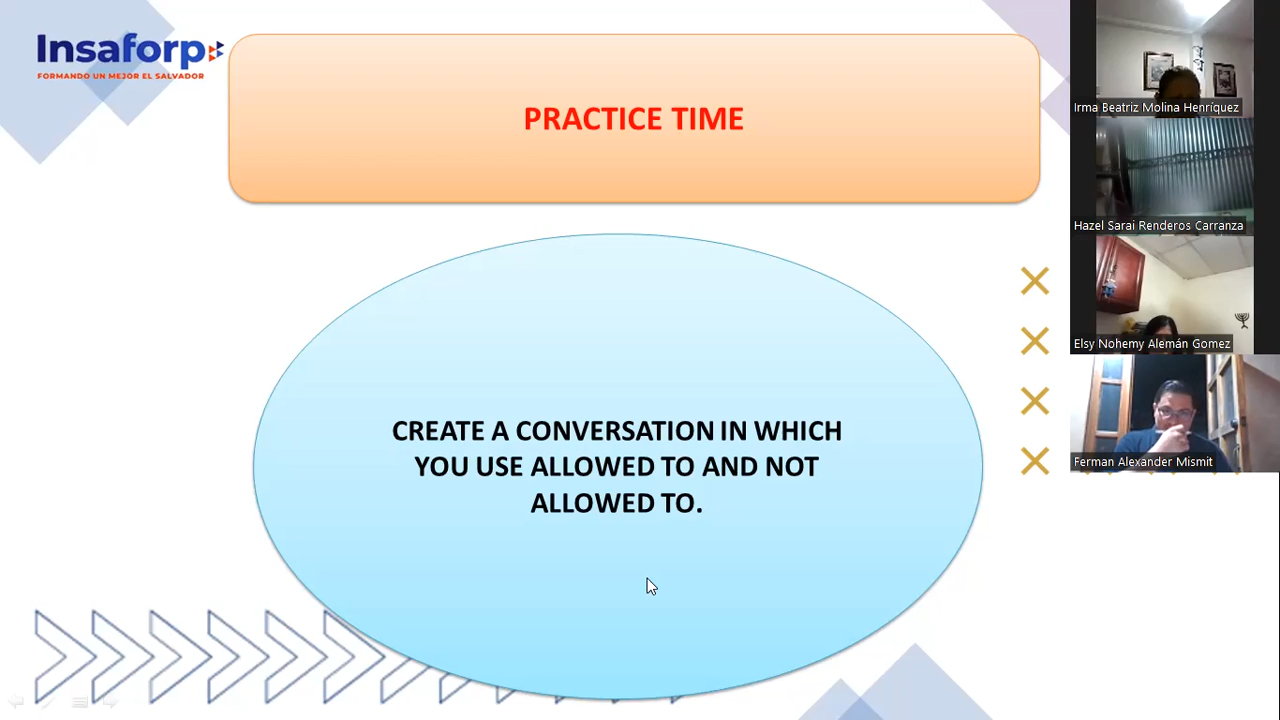 Insaforp
FORMANDO UN MEJOR EL SALVADOR
PRACTICE TIME
CREATE A CONVERSATION IN WHICH
YOU USE ALLOWED TO AND NOT
ALLOWED TO.
Irma Beatriz Molina Henríquez
Hazel Sarai Renderos Carranza
Elsy Nohemy Alemán Gomez
Ferman Alexander Mismit